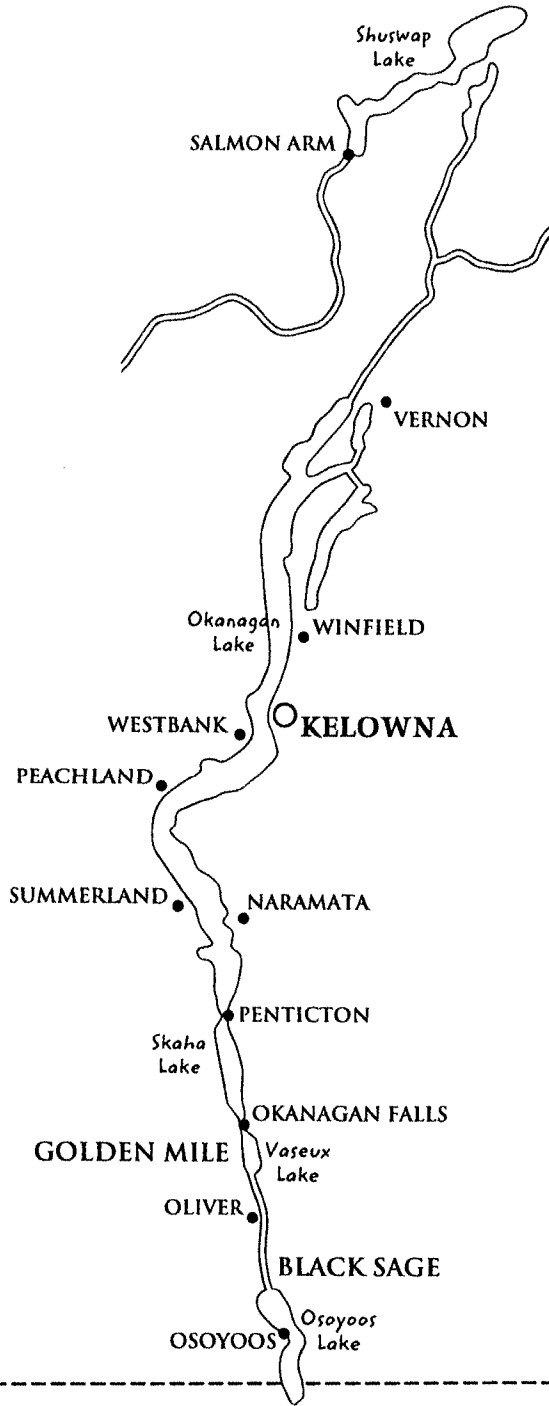 Shuswap
Lake
SALMON ARM
VERNON
Okanagan
Lake
WINFIELD
KELOWNA
WESTBANK
PEACHLAND
SUMMERLAND
NARAMATA
PENTICTON
Skaha
Lake
OKANAGAN FALLS
GOLDEN MILE
Vaseux
Lake
OLIVER
BLACK SAGE
Osoyoos
Lake
OSOYOOS